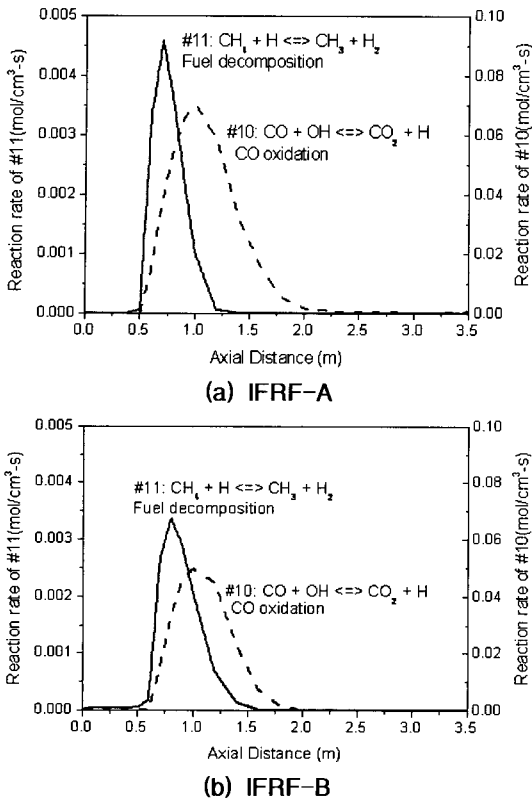 #11: CH₄ + H <=> CH₃ + H₂
Fuel decomposition
#10: CO + OH <=> CO₂ + H
CO oxidation
Reaction rate of #11(mol/cm³-s)
0.005
0.004
0.003
0.002
0.001
0.000
Reaction rate of #10(mol/cm³-s)
0.10
0.08
0.06
0.04
0.02
0.00
0.0 0.5 1.0 1.5 2.0 2.5 3.0 3.5
Axial Distance (m)
(a) IFRF-A
#11: CH₄ + H <=> CH₃ + H₂
Fuel decomposition
#10: CO + OH <=> CO₂ + H
CO oxidation
Reaction rate of #11(mol/cm³-s)
0.005
0.004
0.003
0.002
0.001
0.000
Reaction rate of #10(mol/cm³-s)
0.10
0.08
0.06
0.04
0.02
0.00
0.0 0.5 1.0 1.5 2.0 2.5 3.0 3.5
Axial Distance (m)
(b) IFRF-B